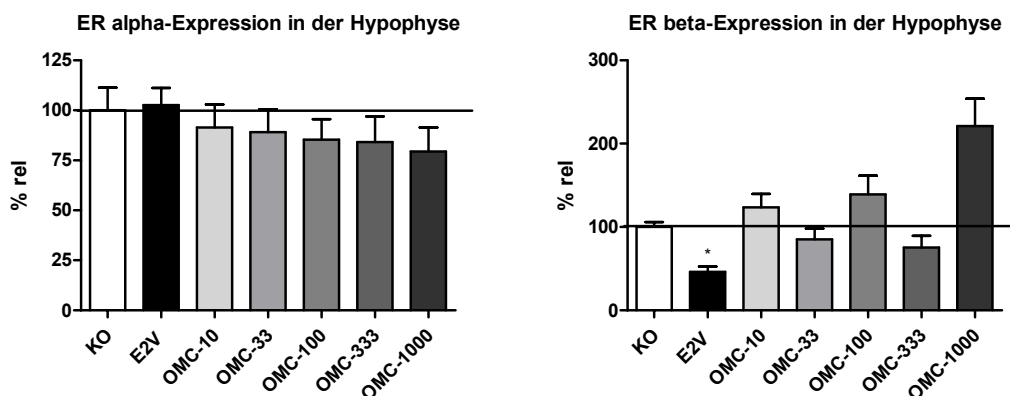 ER alpha-Expression in der Hypophyse
% rel
125
100
75
50
25
0
KO
E2V
OMC-10
OMC-33
OMC-100
OMC-333
OMC-1000
ER beta-Expression in der Hypophyse
% rel
300
200
100
0
*
KO
E2V
OMC-10
OMC-33
OMC-100
OMC-333
OMC-1000